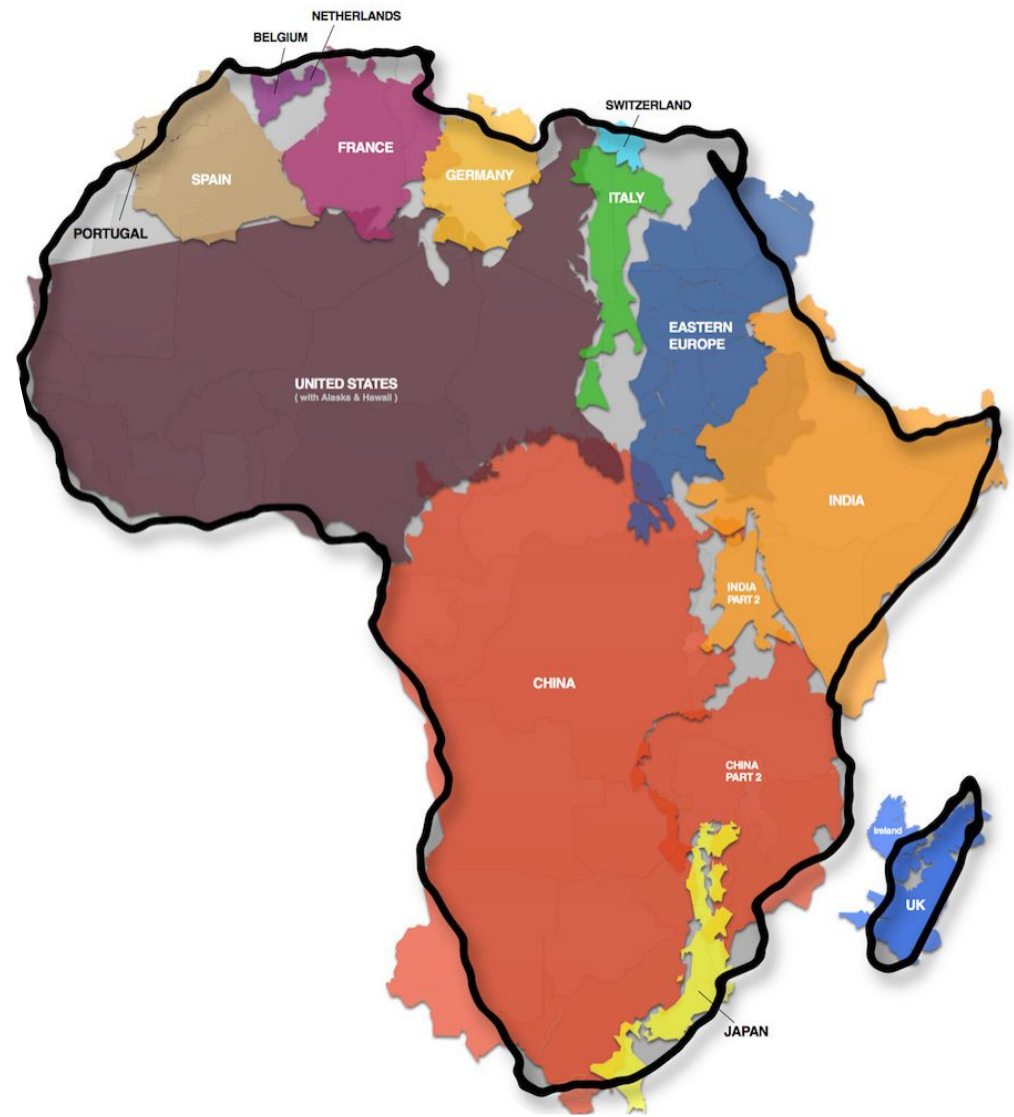 NETHERLANDS
BELGIUM
SWITZERLAND
FRANCE
GERMANY
SPAIN
ITALY
PORTUGAL
EASTERN
EUROPE
UNITED STATES
( with Alaska & Hawaii )
INDIA
INDIA
PART 2
CHINA
CHINA
PART 2
Ireland
UK
JAPAN